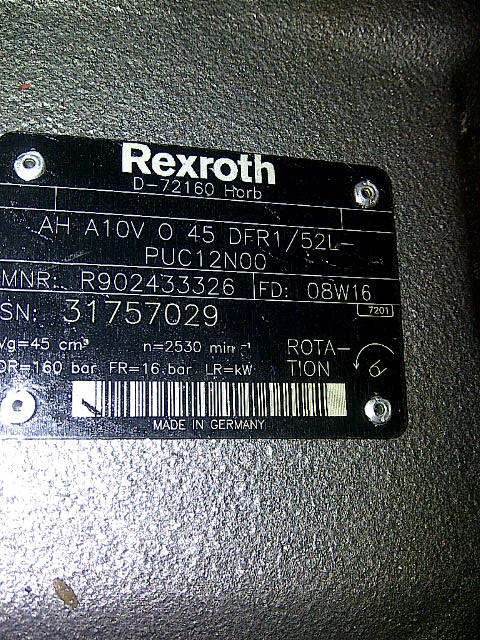 Rexroth
D-72160 Horb
AH A10V O 45 DFR1/52L-
PUC12N00
MNR: R902433326 FD: 08W16
SN: 31757029 7201
Vg=45 cm³ n=2530 min⁻¹ ROTA-
DR=160 bar FR=16 bar LR=kW TION
MADE IN GERMANY